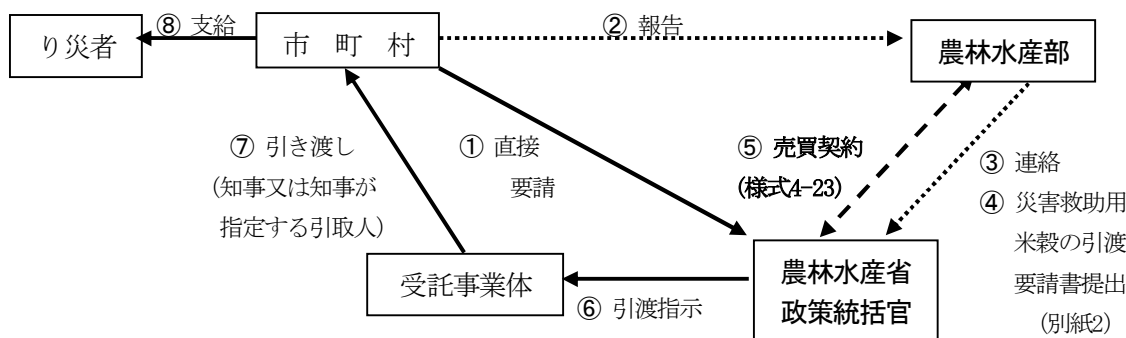 ⑧ 支給
② 報告
り災者
市　町　村
農林水産部
⑦ 引き渡し
(知事又は知事が
指定する引取人)
① 直接
要請
⑤ 売買契約
(様式4-23)
③ 連絡
④ 災害救助用
米穀の引渡
要請書提出
(別紙2)
受託事業体
⑥ 引渡指示
農林水産省
政策統括官